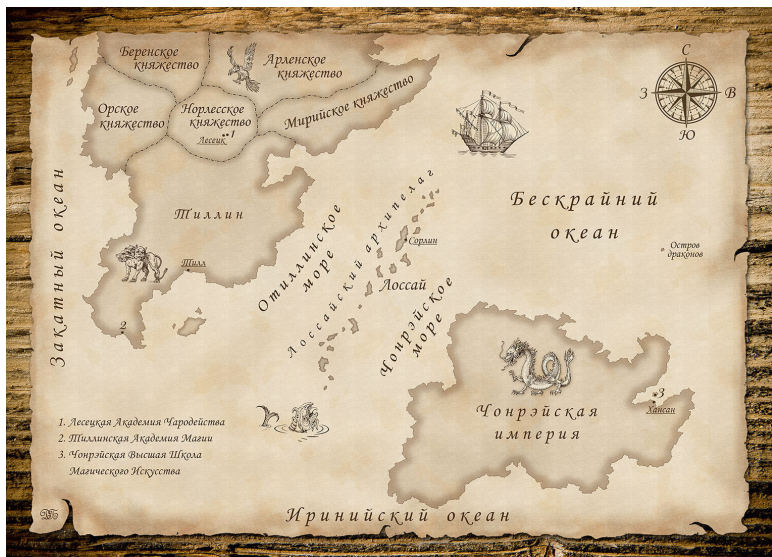 Беренское
княжество
Арленское
княжество
Орское
княжество
Норлесское
княжество
Лесецк
1
Мирийское княжество
С
З
В
Ю
Тиллин
Тилл
2
Закатный океан
Отиллинское
море
Лоссайский архипелаг
Сорлин
Лоссай
Чонрэйское
море
Бескрайний
океан
Остров
драконов
Чонрэйская
империя
3
Хансан
1. Лесецкая Академия Чародейства
2. Тиллинская Академия Магии
3. Чонрэйская Высшая Школа
Магического Искусства
Иринийский океан